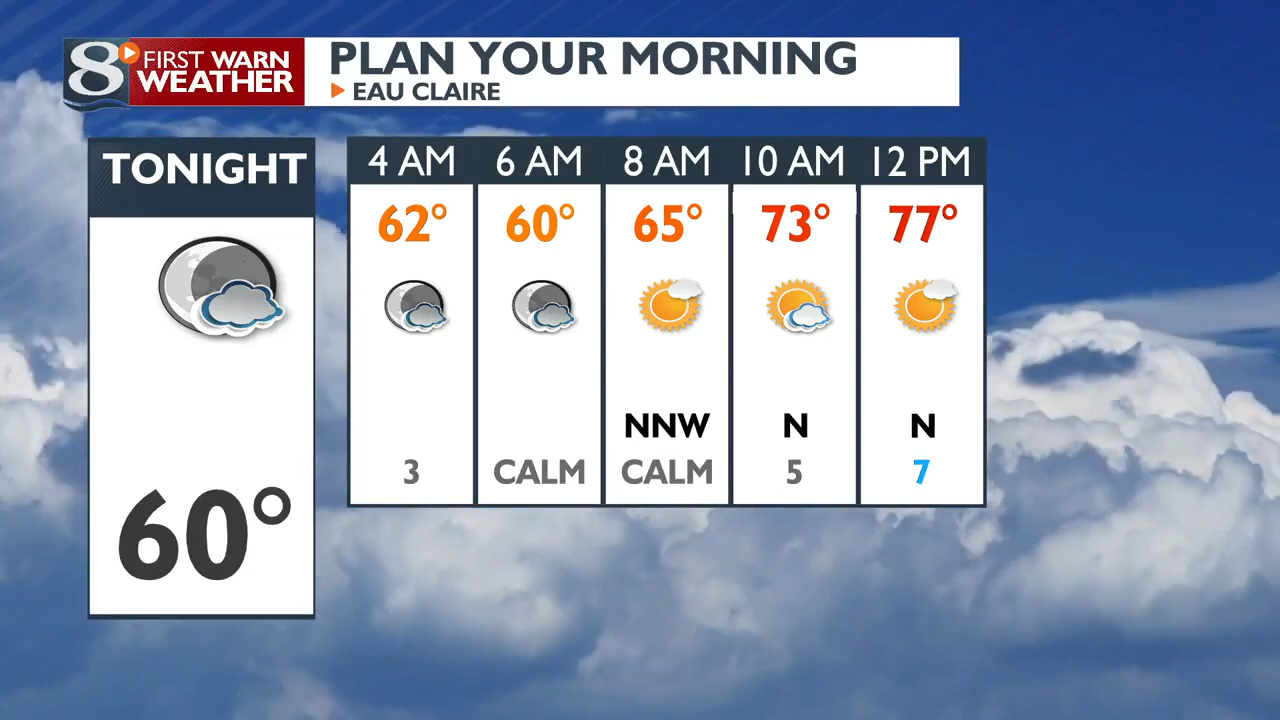 8 FIRST WARN
WEATHER
PLAN YOUR MORNING
EAU CLAIRE
TONIGHT
60°
4 AM 6 AM 8 AM 10 AM 12 PM
62° 60° 65° 73° 77°
NNW N N
3 CALM CALM 5 7